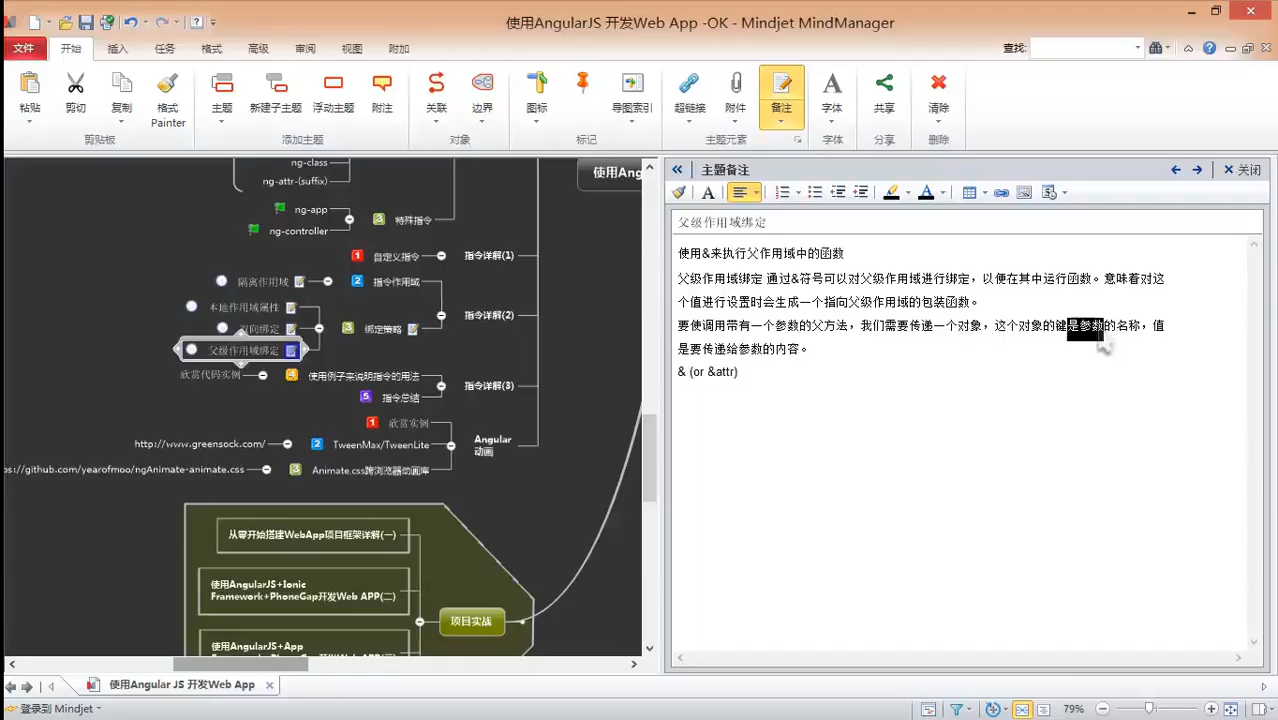 使用AngularJS 开发Web App -OK - Mindjet MindManager
文件 开始 插入 任务 格式 高级 审阅 视图 附加 查找:
粘贴 剪切 复制 格式 Painter 主题 新建子主题 浮动主题 附注 关联 边界 图标 导图索引 超链接 附件 备注 字体 共享 清除
剪贴板 添加主题 对象 标记 主题元素 字体 分享 删除
ng-class
ng-attr-(suffix)
使用Ang
ng-app
3 特殊指令
ng-controller
1 自定义指令 指令详解(1)
隔离作用域 2 指令作用域
本地作用域属性 指令详解(2)
双向绑定 3 绑定策略
父级作用域绑定
欣赏代码实例 4 使用例子来说明指令的用法 指令详解(3)
5 指令总结
1 欣赏实例
http://www.greensock.com/ 2 TweenMax/TweenLite Angular
动画
ps://github.com/yearofmoo/ngAnimate-animate.css 3 Animate.css跨浏览器动画库
从零开始搭建WebApp项目框架详解(一)
使用AngularJS+Ionic
Framework+PhoneGap开发Web APP(二)
项目实战
使用AngularJS+App
主题备注 关闭
父级作用域绑定
使用&来执行父作用域中的函数
父级作用域绑定 通过&符号可以对父级作用域进行绑定，以便在其中运行函数。意味着对这
个值进行设置时会生成一个指向父级作用域的包装函数。
要使调用带有一个参数的父方法，我们需要传递一个对象，这个对象的键是参数的名称，值
是要传递给参数的内容。
& (or &attr)
使用Angular JS 开发Web App
登录到 Mindjet 79%